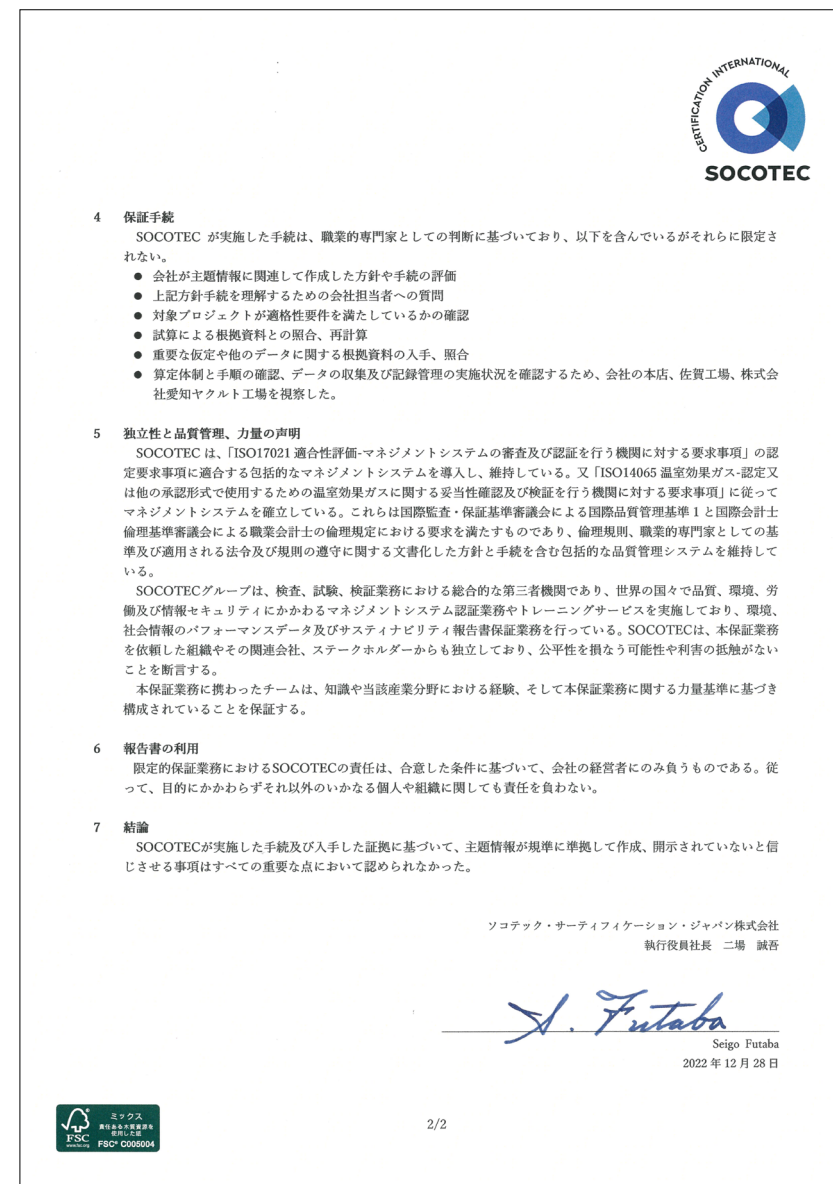 CERTIFICATION INTERNATIONAL
SOCOTEC
4 保証手続
SOCOTEC が実施した手続は、職業的専門家としての判断に基づいており、以下を含んでいるがそれらに限定さ
れない。
● 会社が主題情報に関連して作成した方針や手続の評価
● 上記方針手続を理解するための会社担当者への質問
● 対象プロジェクトが適格性要件を満たしているかの確認
● 試算による根拠資料との照合、再計算
● 重要な仮定や他のデータに関する根拠資料の入手、照合
● 算定体制と手順の確認、データの収集及び記録管理の実施状況を確認するため、会社の本店、佐賀工場、株式会
社愛知ヤクルト工場を視察した。
5 独立性と品質管理、力量の声明
SOCOTEC は、「ISO17021 適合性評価-マネジメントシステムの審査及び認証を行う機関に対する要求事項」の認
定要求事項に適合する包括的なマネジメントシステムを導入し、維持している。又「ISO14065 温室効果ガス-認定又
は他の承認形式で使用するための温室効果ガスに関する妥当性確認及び検証を行う機関に対する要求事項」に従って
マネジメントシステムを確立している。これらは国際監査・保証基準審議会による国際品質管理基準 1 と国際会計士
倫理基準審議会による職業会計士の倫理規定における要求を満たすものであり、倫理規則、職業的専門家としての基
準及び適用される法令及び規則の遵守に関する文書化した方針と手続を含む包括的な品質管理システムを維持して
いる。
SOCOTECグループは、検査、試験、検証業務における総合的な第三者機関であり、世界の国々で品質、環境、労
働及び情報セキュリティにかかわるマネジメントシステム認証業務やトレーニングサービスを実施しており、環境、
社会情報のパフォーマンスデータ及びサスティナビリティ報告書保証業務を行っている。SOCOTECは、本保証業務
を依頼した組織やその関連会社、ステークホルダーからも独立しており、公平性を損なう可能性や利害の抵触がない
ことを断言する。
本保証業務に携わったチームは、知識や当該産業分野における経験、そして本保証業務に関する力量基準に基づき
構成されていることを保証する。
6 報告書の利用
限定的保証業務におけるSOCOTECの責任は、合意した条件に基づいて、会社の経営者にのみ負うものである。従
って、目的にかかわらずそれ以外のいかなる個人や組織に関しても責任を負わない。
7 結論
SOCOTECが実施した手続及び入手した証拠に基づいて、主題情報が規準に準拠して作成、開示されていないと信
じさせる事項はすべての重要な点において認められなかった。
ソコテック・サーティフィケーション・ジャパン株式会社
執行役員社長 二場 誠吾
S. Futaba
Seigo Futaba
2022 年 12 月 28 日
FSC
www.fsc.org
ミックス
責任ある木質資源を
使用した紙
FSC® C005004
2/2